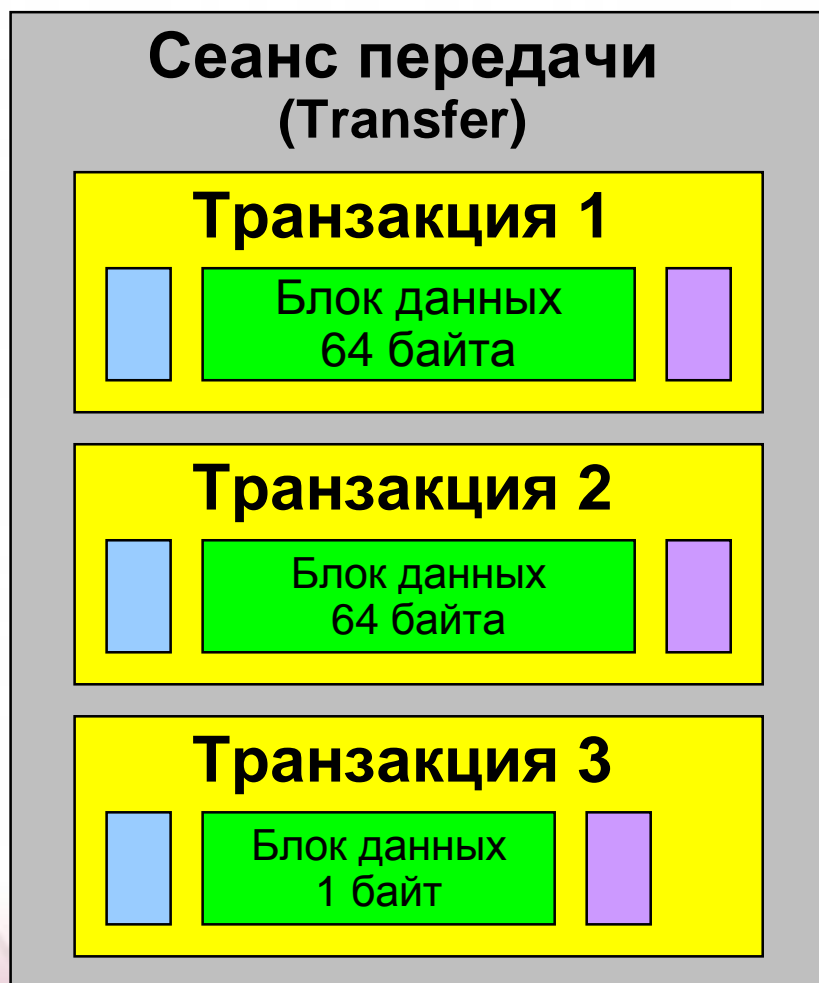 Сеанс передачи
(Transfer)
Транзакция 1
Блок данных
64 байта
Транзакция 2
Блок данных
64 байта
Транзакция 3
Блок данных
1 байт